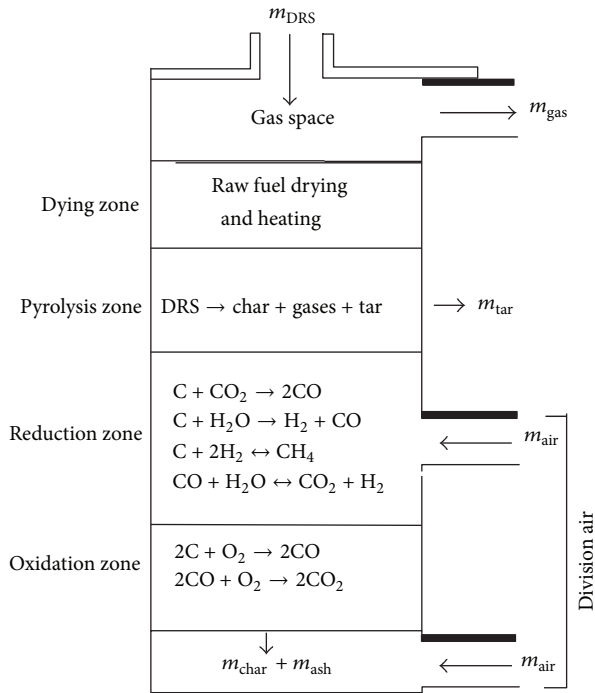 m_DRS
Gas space
m_gas
Dying zone
Raw fuel drying
and heating
Pyrolysis zone
DRS → char + gases + tar
m_tar
Reduction zone
C + CO₂ → 2CO
C + H₂O → H₂ + CO
C + 2H₂ ↔ CH₄
CO + H₂O ↔ CO₂ + H₂
m_air
Oxidation zone
2C + O₂ → 2CO
2CO + O₂ → 2CO₂
Division air
m_char + m_ash
m_air